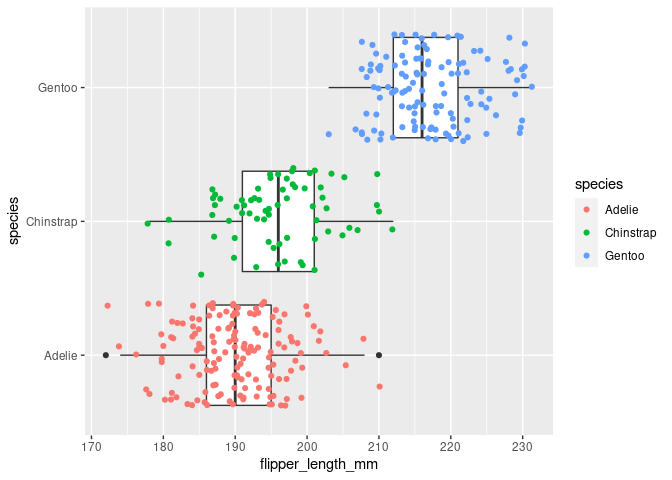 Gentoo
Chinstrap
Adelie
species
170 180 190 200 210 220 230
flipper_length_mm
species
Adelie
Chinstrap
Gentoo